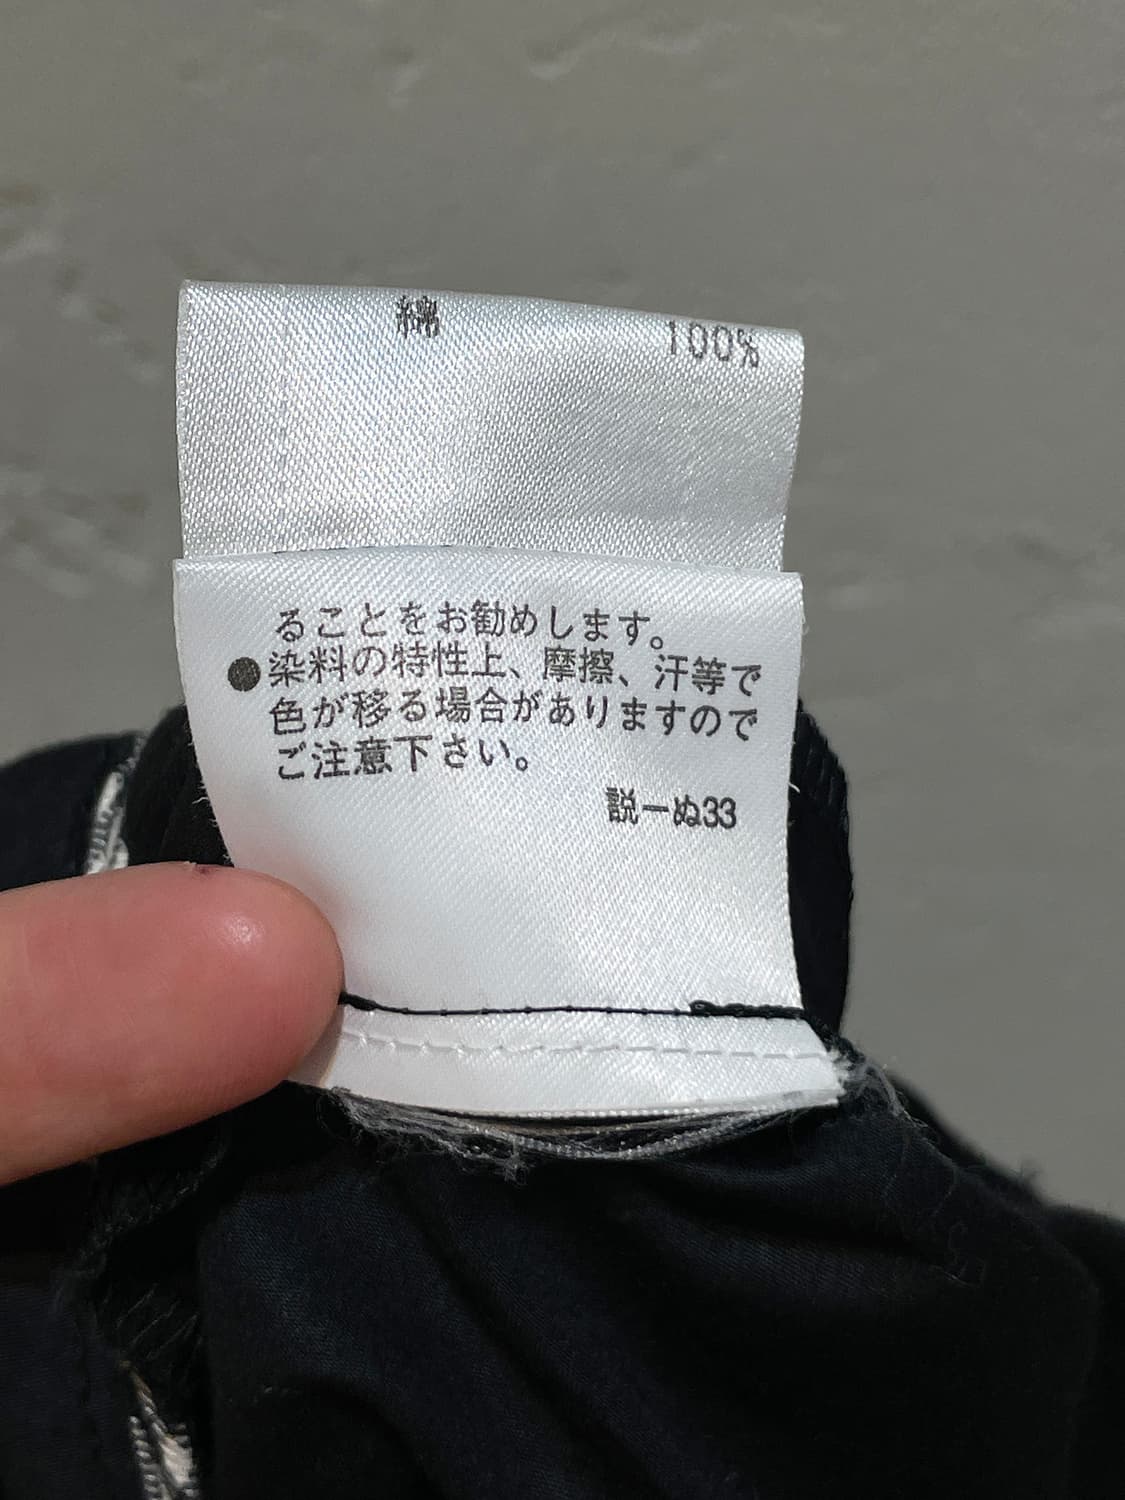 綿 100%
ることをお勧めします。
●染料の特性上、摩擦、汗等で
色が移る場合がありますので
ご注意下さい。
説ーぬ33